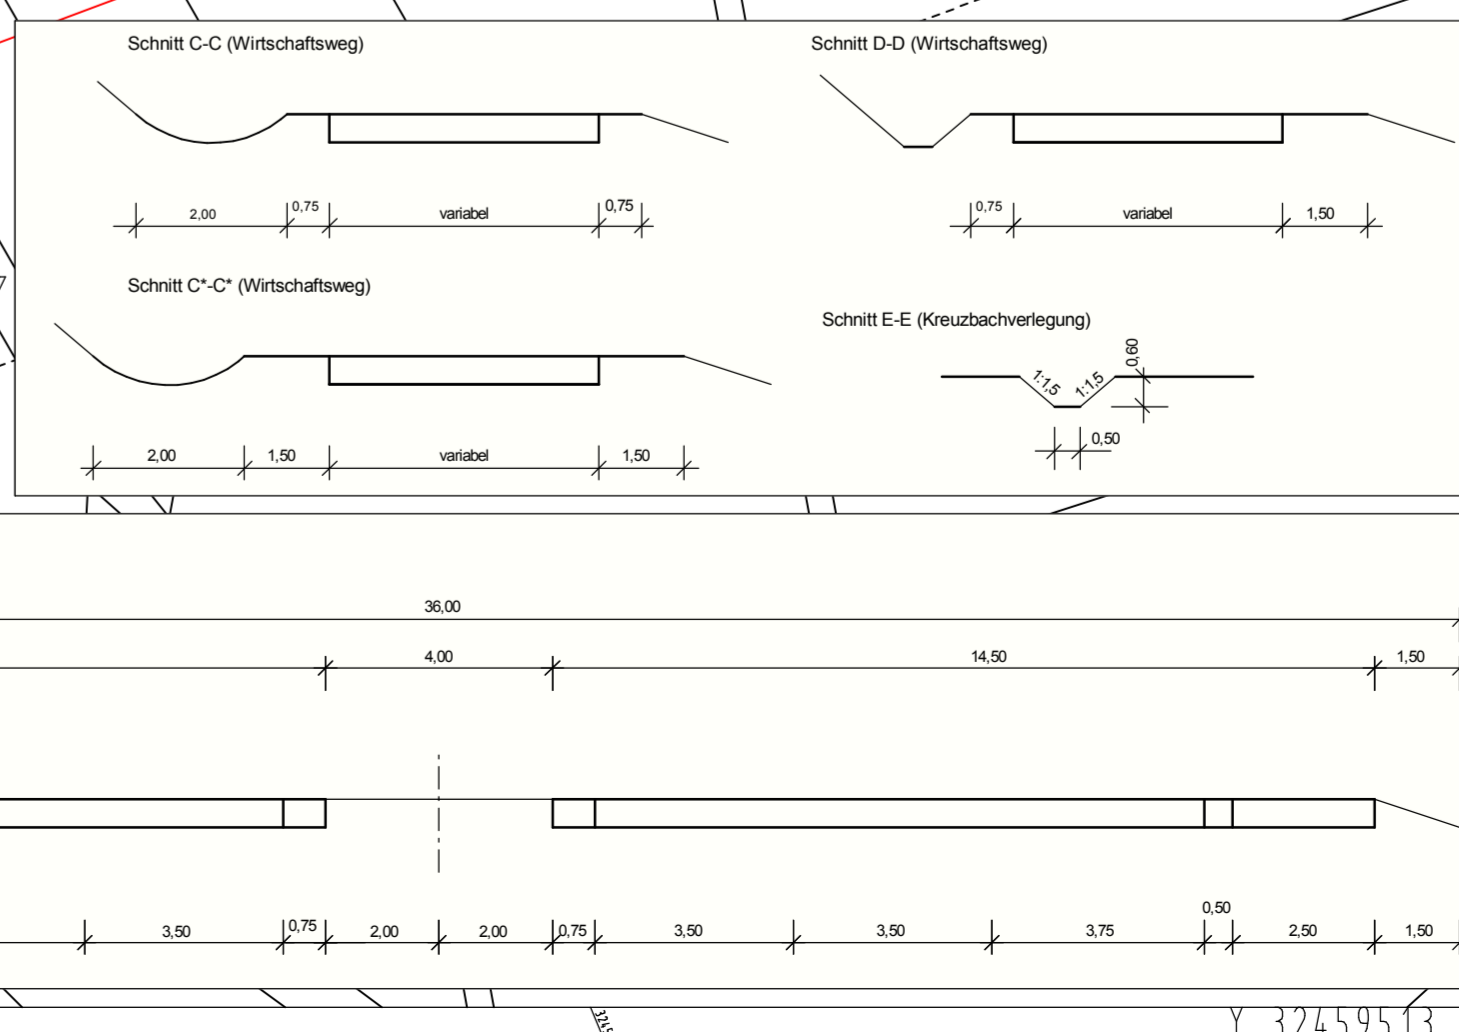 Schnitt C-C (Wirtschaftsweg)
2,00 0,75 variabel 0,75
Schnitt D-D (Wirtschaftsweg)
0,75 variabel 1,50
Schnitt C*-C* (Wirtschaftsweg)
2,00 1,50 variabel 1,50
Schnitt E-E (Kreuzbachverlegung)
1:1,5 1:1,5 0,60
0,50
7
36,00
4,00 14,50 1,50
3,50 0,75 2,00 2,00 0,75 3,50 3,50 3,75 0,50 2,50 1,50
Y 32459513